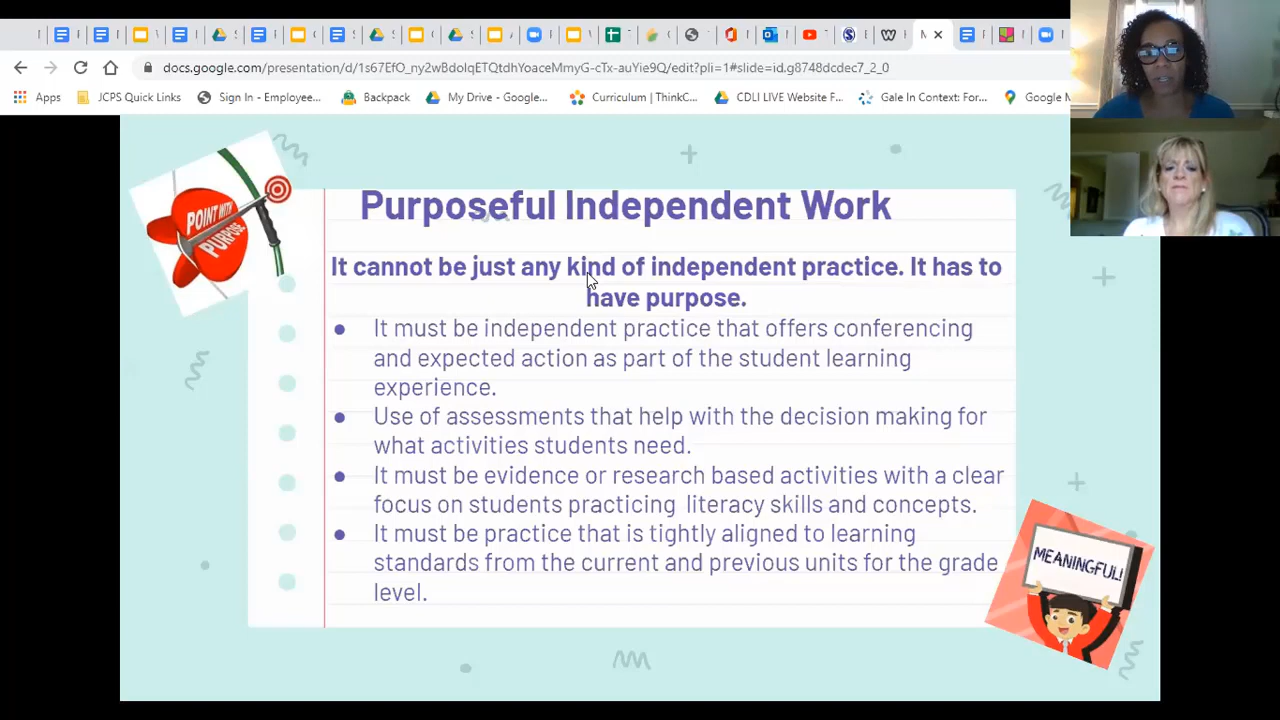 docs.google.com/presentation/d/1s67EfO_ny2wBdolqETQtdhYoaceMmyG-cTx-auYie9Q/edit?pli=1#slide=id.g8748dcdec7_2_0
Apps JCPS Quick Links Sign In - Employee... Backpack My Drive - Google... Curriculum | ThinkC... CDLI LIVE Website F... Gale In Context: For... Google M
POINT WITH
PURPOSE
Purposeful Independent Work
It cannot be just any kind of independent practice. It has to
have purpose.
● It must be independent practice that offers conferencing
and expected action as part of the student learning
experience.
● Use of assessments that help with the decision making for
what activities students need.
● It must be evidence or research based activities with a clear
focus on students practicing literacy skills and concepts.
● It must be practice that is tightly aligned to learning
standards from the current and previous units for the grade
level.
MEANINGFUL!